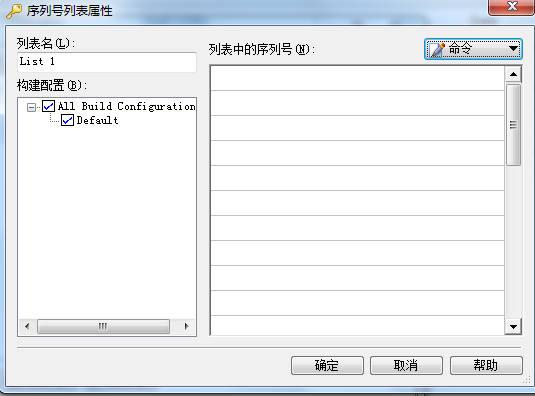 序列号列表属性
列表名(L):
List 1
构建配置(B):
All Build Configuration
Default
列表中的序列号(N):
命令
确定
取消
帮助